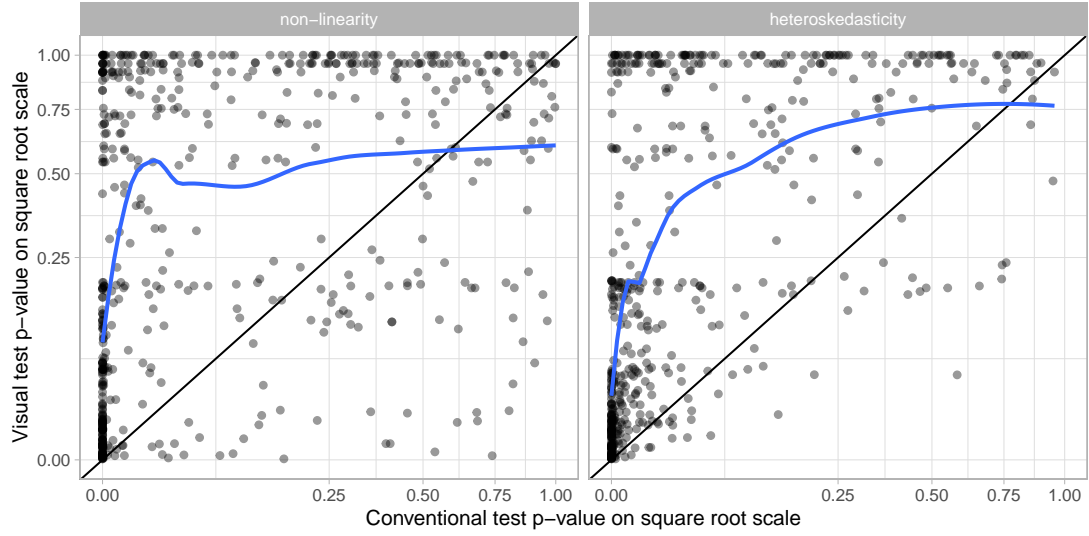 non−linearity
heteroskedasticity
Visual test p−value on square root scale
1.00
0.75
0.50
0.25
0.00
0.00 0.25 0.50 0.75 1.00
0.00 0.25 0.50 0.75 1.00
Conventional test p−value on square root scale